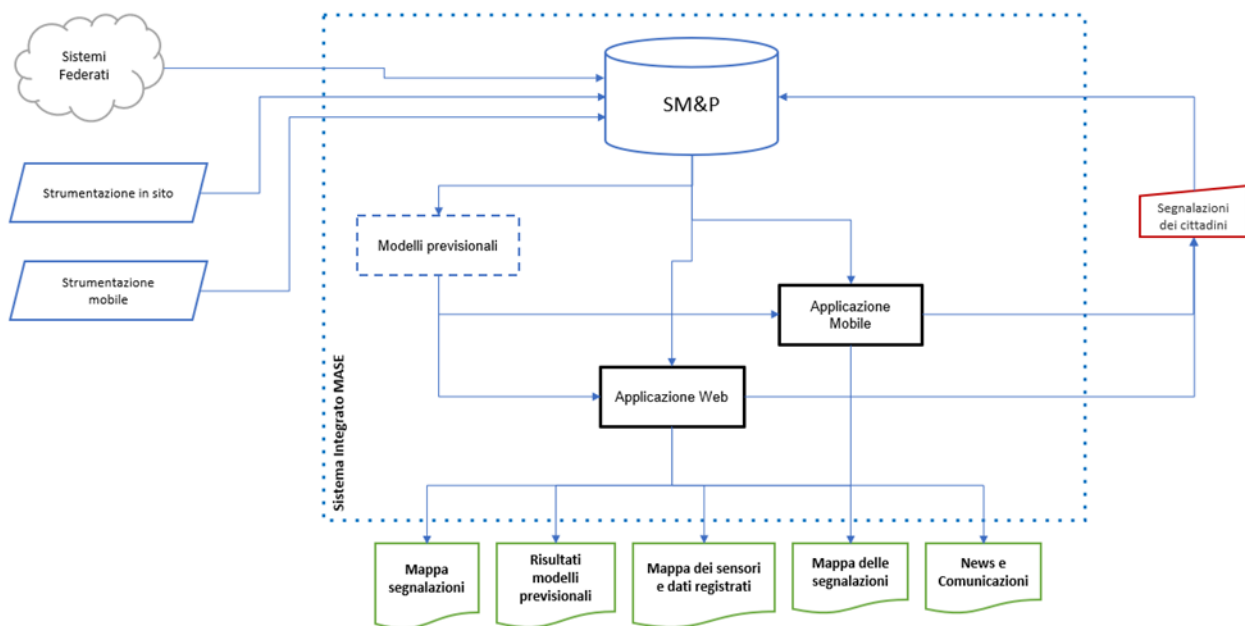 Sistemi
Federati
SM&P
Strumentazione in sito
Segnalazioni
dei cittadini
Modelli previsionali
Strumentazione
mobile
Applicazione
Mobile
Applicazione Web
Sistema Integrato MASE
Mappa
segnalazioni
Risultati
modelli
previsionali
Mappa dei sensori
e dati registrati
Mappa delle
segnalazioni
News e
Comunicazioni